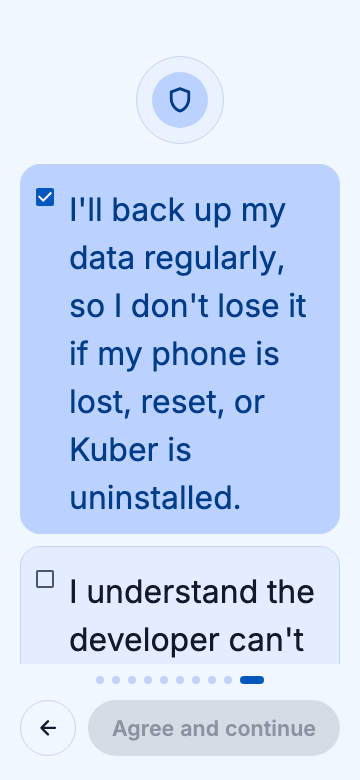 I'll back up my
data regularly,
so I don't lose it
if my phone is
lost, reset, or
Kuber is
uninstalled.
I understand the
developer can't
Agree and continue